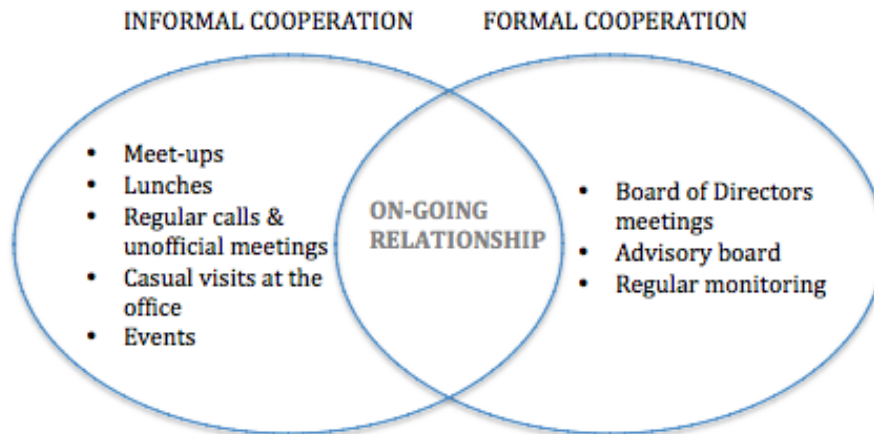 INFORMAL COOPERATION
FORMAL COOPERATION
• Meet-ups
• Lunches
• Regular calls &
unofficial meetings
• Casual visits at the
office
• Events
ON-GOING
RELATIONSHIP
• Board of Directors
meetings
• Advisory board
• Regular monitoring